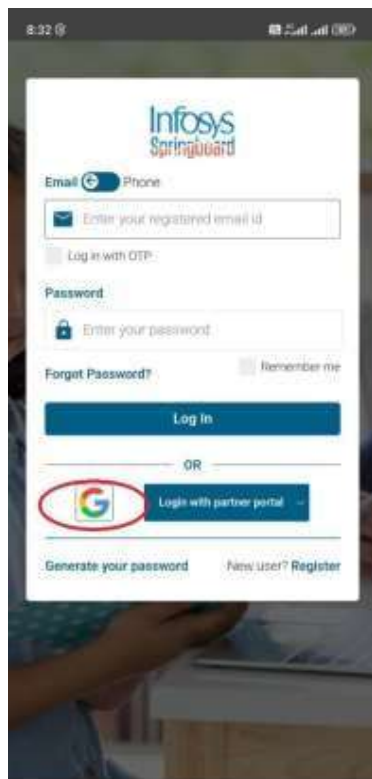 8:32
Infosys
Springboard
Email Phone
Enter your registered email id
Log in with OTP
Password
Enter your password
Forgot Password?
Remember me
Log In
OR
G
Login with partner portal
Generate your password
New user? Register